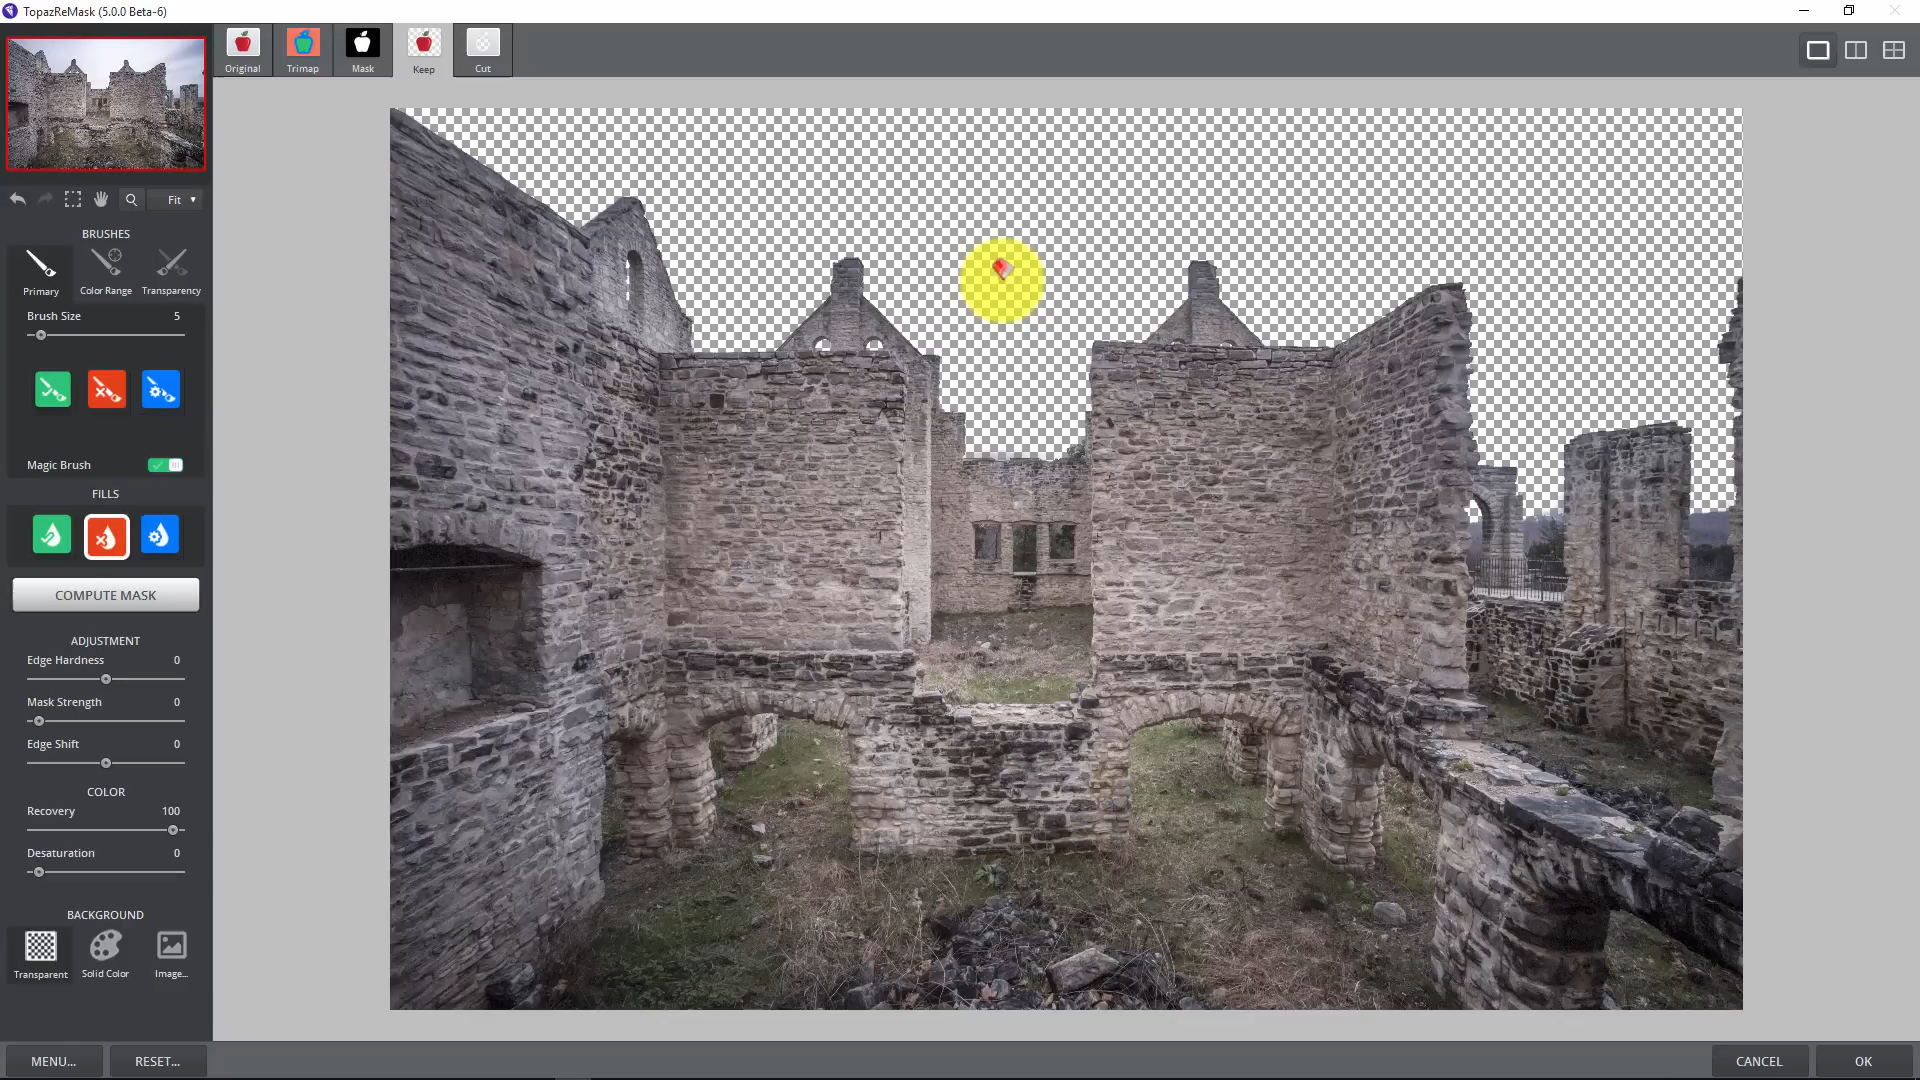 TopazReMask (5.0.0 Beta-6)
Original
Trimap
Mask
Keep
Cut
Fit
BRUSHES
Primary
Color Range
Transparency
Brush Size 5
Magic Brush
FILLS
COMPUTE MASK
ADJUSTMENT
Edge Hardness 0
Mask Strength 0
Edge Shift 0
COLOR
Recovery 100
Desaturation 0
BACKGROUND
Transparent
Solid Color
Image...
MENU...
RESET...
CANCEL
OK